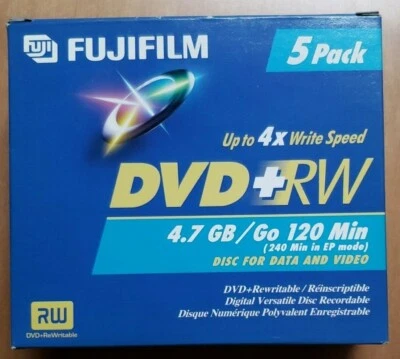 FUJI
FUJIFILM
5 Pack
Up to 4x Write Speed
DVD+RW
4.7 GB/Go 120 Min
(240 Min in EP mode)
DISC FOR DATA AND VIDEO
DVD+Rewritable / Réinscriptible
Digital Versatile Disc Recordable
Disque Numérique Polyvalent Enregistrable
RW
DVD+ReWritable